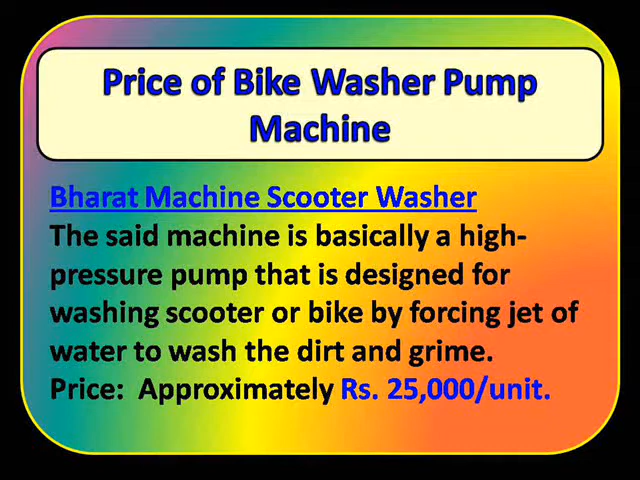 Price of Bike Washer Pump
Machine
Bharat Machine Scooter Washer
The said machine is basically a high-
pressure pump that is designed for
washing scooter or bike by forcing jet of
water to wash the dirt and grime.
Price:  Approximately Rs. 25,000/unit.